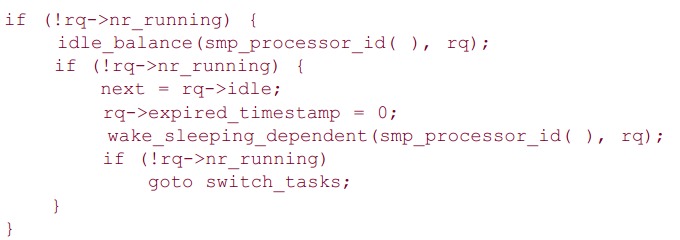 if (!rq->nr_running) {
    idle_balance(smp_processor_id( ), rq);
    if (!rq->nr_running) {
        next = rq->idle;
        rq->expired_timestamp = 0;
        wake_sleeping_dependent(smp_processor_id( ), rq);
        if (!rq->nr_running)
            goto switch_tasks;
    }
}